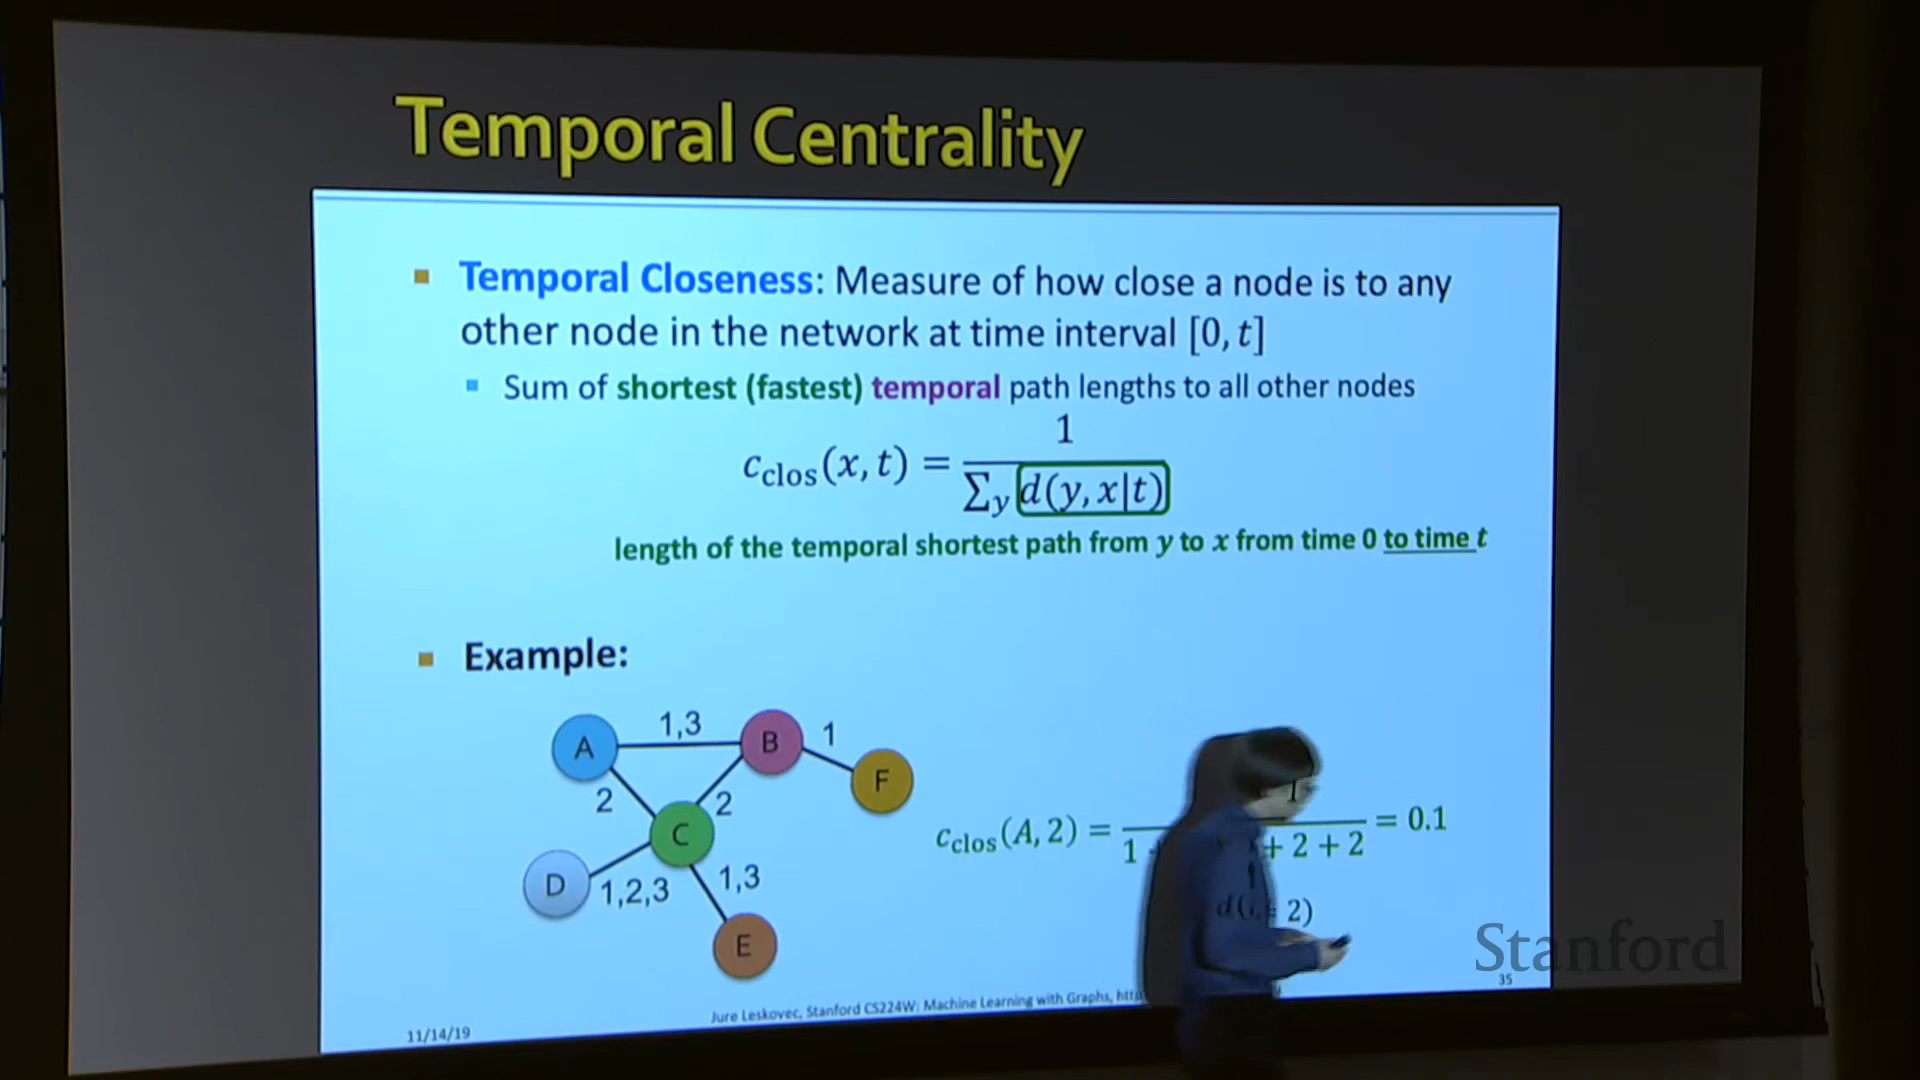 Temporal Centrality
Temporal Closeness: Measure of how close a node is to any
other node in the network at time interval [0, t]
Sum of shortest (fastest) temporal path lengths to all other nodes
c_clos(x, t) = 1 / Σ_y d(y, x|t)
length of the temporal shortest path from y to x from time 0 to time t
Example:
A 1,3 B 1 F
2 C 2
D 1,2,3 1,3
E
c_clos(A, 2) = 1 / 1 + 2 + 2 = 0.1
2)
Stanford
35
Jure Leskovec, Stanford CS224W: Machine Learning with Graphs,
11/14/19